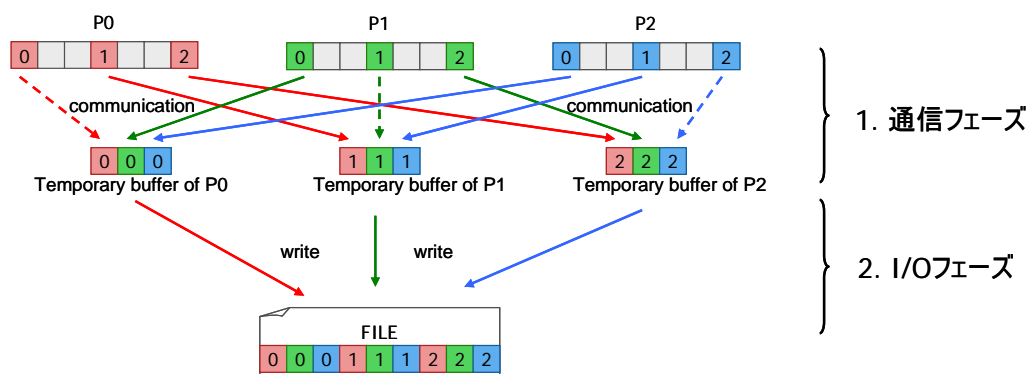 P0 P1 P2
0 1 2 0 1 2 0 1 2
communication communication
1. 通信フェーズ
0 0 0 1 1 1 2 2 2
Temporary buffer of P0 Temporary buffer of P1 Temporary buffer of P2
write write
2. I/Oフェーズ
FILE
0 0 0 1 1 1 2 2 2